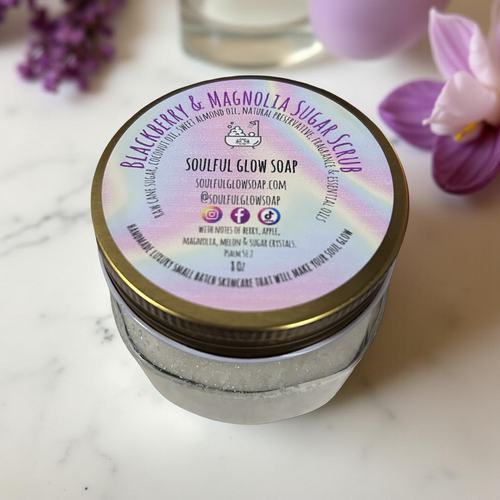 BLACKBERRY & MAGNOLIA SUGAR SCRUB
RAW CANE SUGAR, COCONUT OIL, SWEET ALMOND OIL, NATURAL PRESERVATIVE, FRAGRANCE & ESSENTIAL OILS
SOULFUL GLOW SOAP
SOULFULGLOWSOAP.COM
@SOULFULGLOWSOAP
WITH NOTES OF BERRY, APPLE,
MAGNOLIA, MELON & SUGAR CRYSTALS.
PSALM 51:2
8 OZ
HANDMADE LUXURY SMALL BATCH SKINCARE THAT WILL MAKE YOUR SOUL GLOW